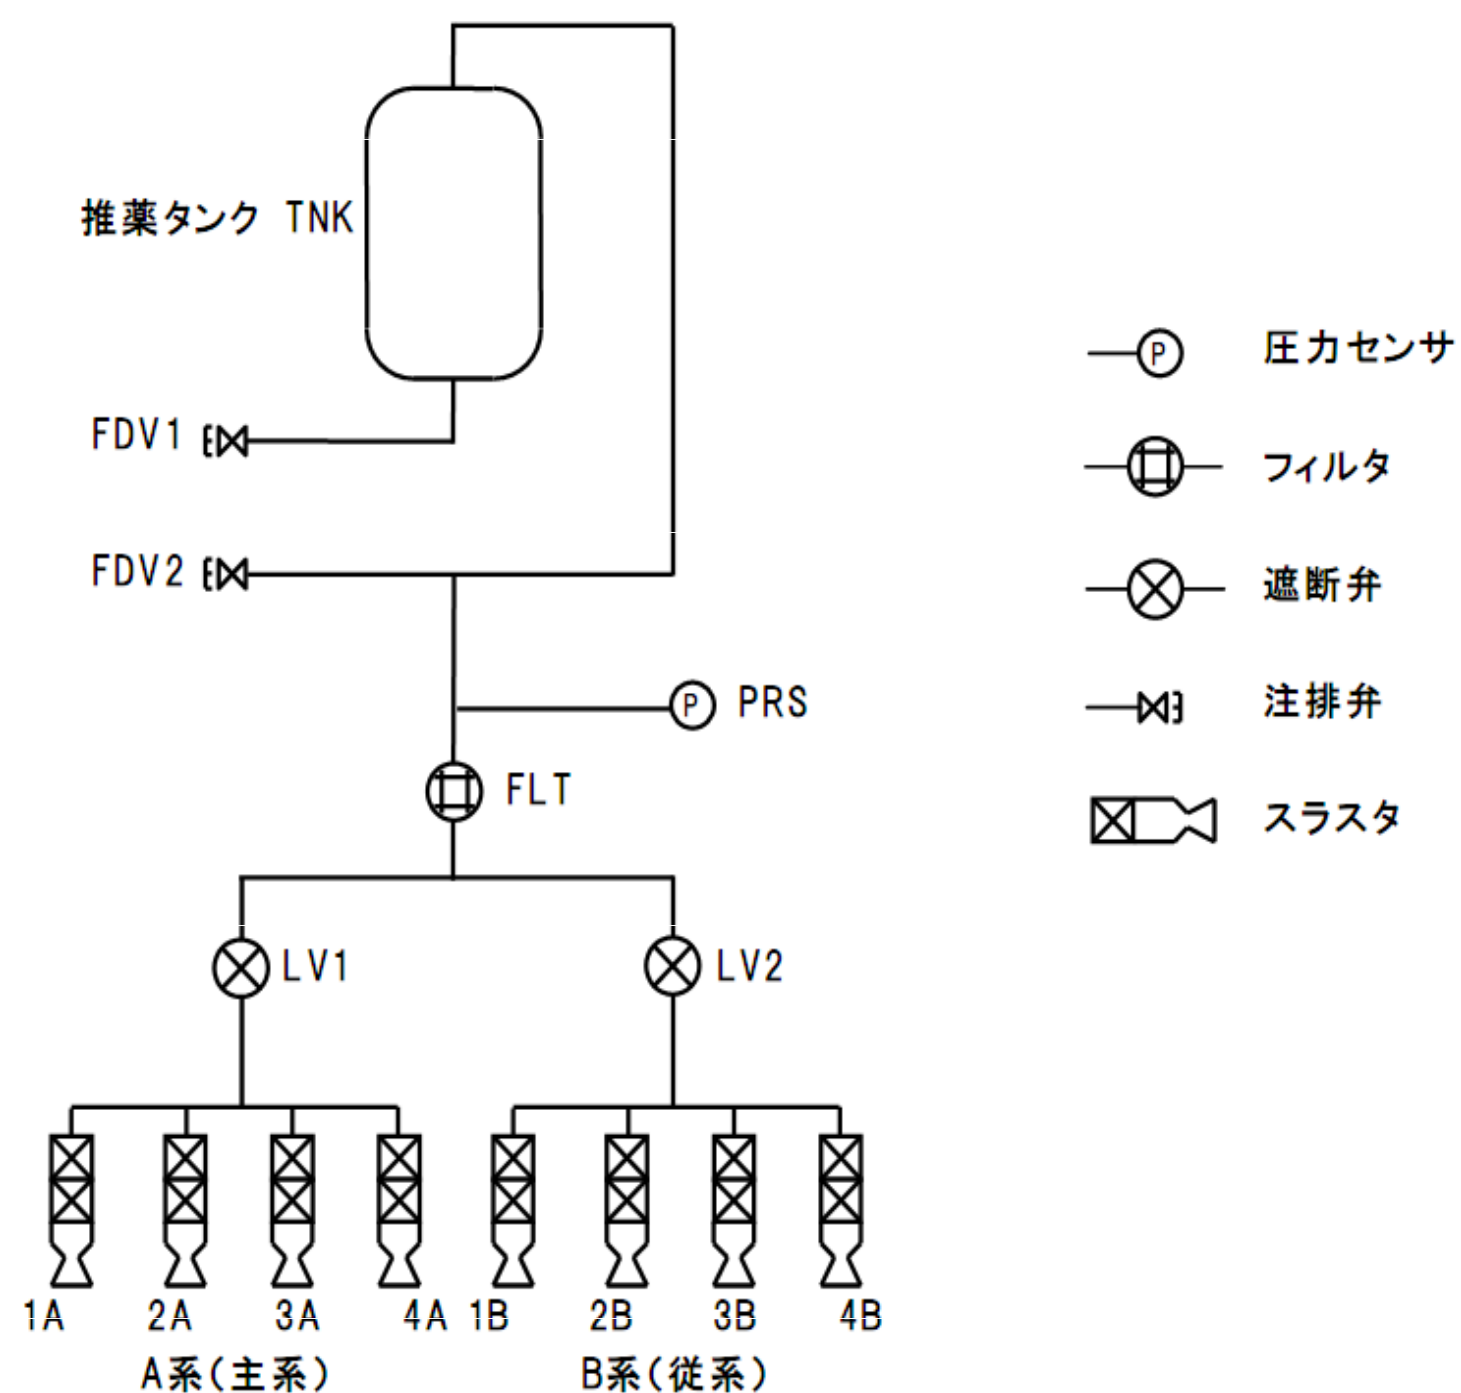 推薬タンク TNK
FDV1
FDV2
P PRS
FLT
LV1
LV2
1A 2A 3A 4A 1B 2B 3B 4B
A系(主系)
B系(従系)
P 圧力センサ
フィルタ
遮断弁
注排弁
スラスタ